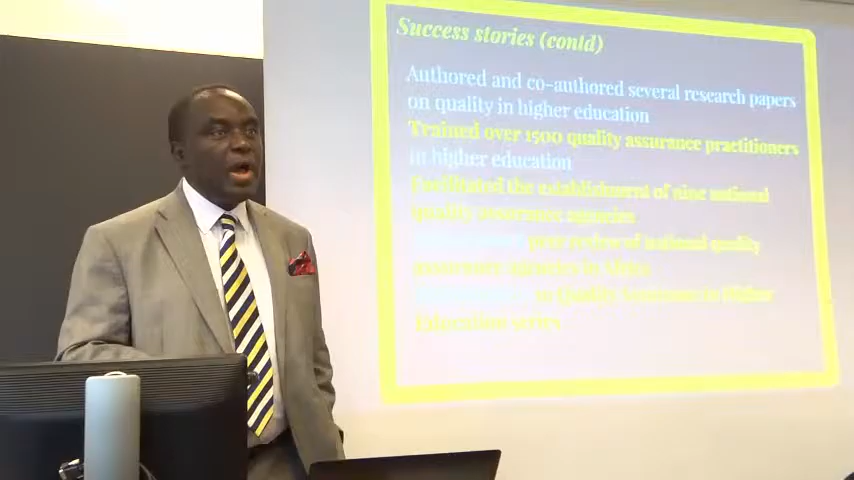 Success stories (contd)
Authored and co-authored several research papers
on quality in higher education
Trained over 1500 quality assurance practitioners
in higher education
Facilitated the establishment of nine national
quality assurance agencies
peer review of national quality
assurance agencies in Africa
to Quality Assurance in Higher
Education series